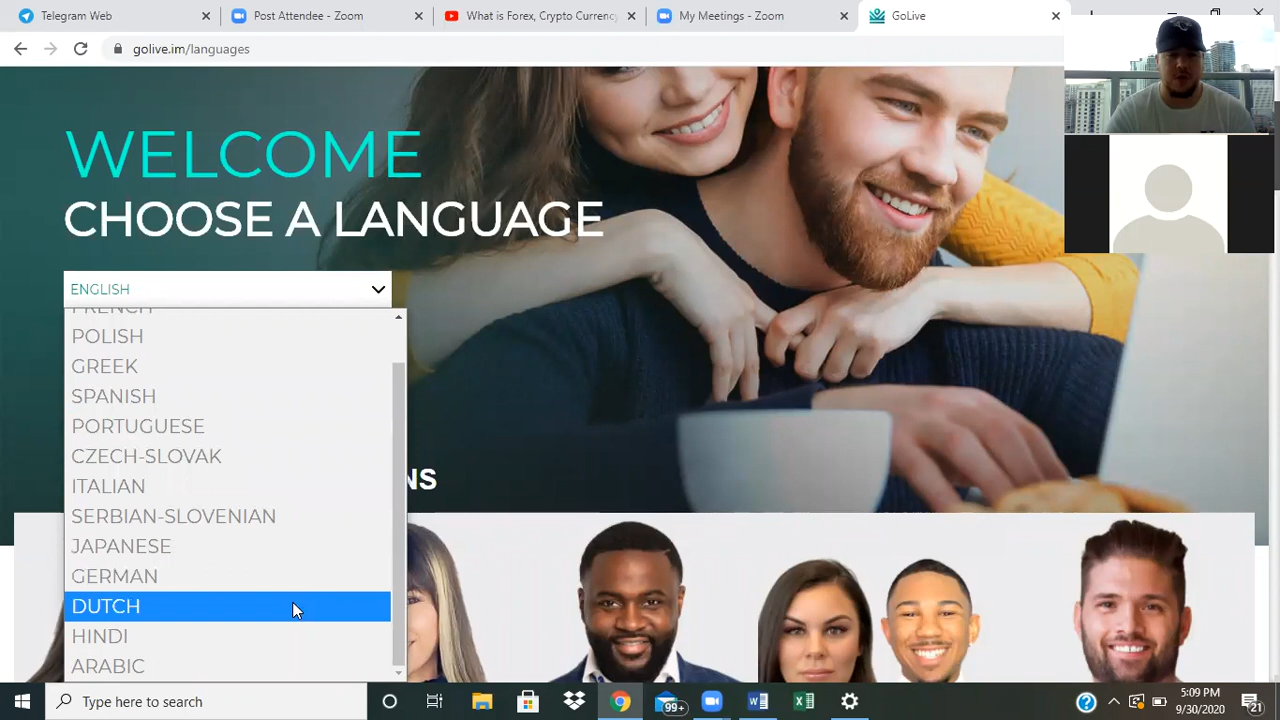 Telegram Web
Post Attendee - Zoom
What is Forex, Crypto Currency
My Meetings - Zoom
GoLive
golive.im/languages
WELCOME
CHOOSE A LANGUAGE
ENGLISH
FRENCH
POLISH
GREEK
SPANISH
PORTUGUESE
CZECH-SLOVAK
ITALIAN
NS
SERBIAN-SLOVENIAN
JAPANESE
GERMAN
DUTCH
HINDI
ARABIC
Type here to search
99+
5:09 PM
9/30/2020
21